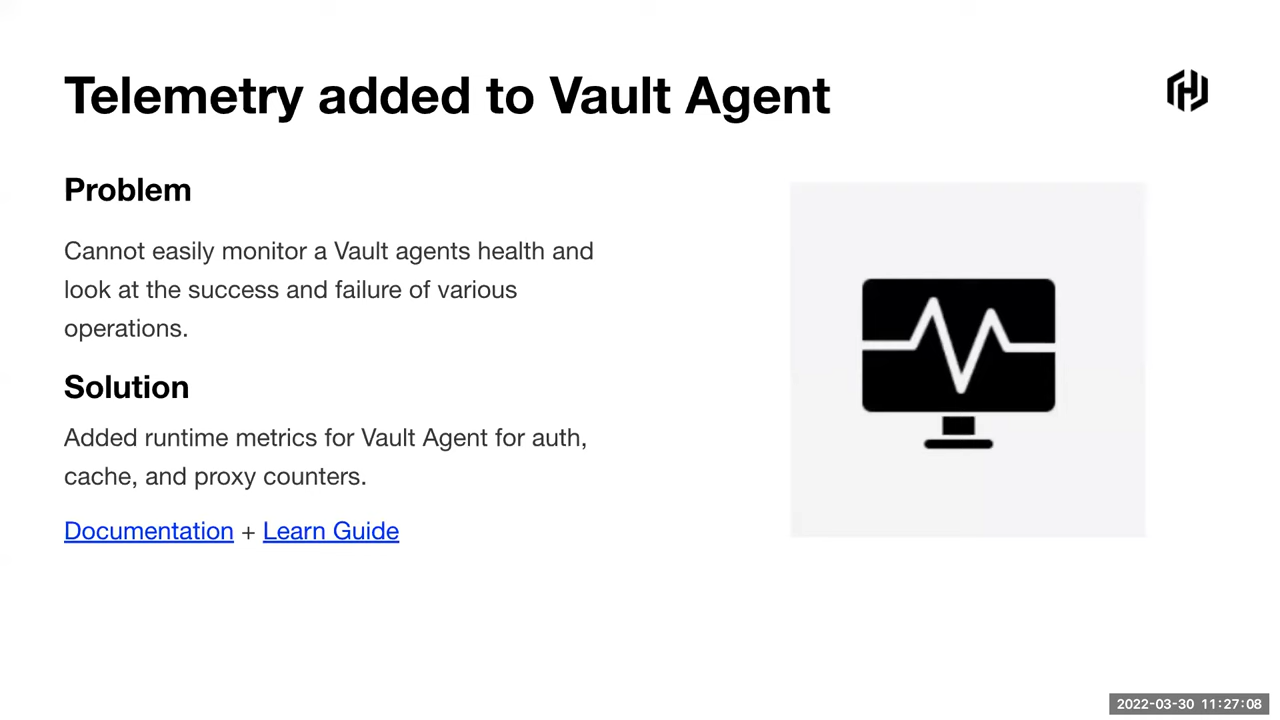 Telemetry added to Vault Agent
Problem
Cannot easily monitor a Vault agents health and
look at the success and failure of various
operations.
Solution
Added runtime metrics for Vault Agent for auth,
cache, and proxy counters.
Documentation + Learn Guide
2022-03-30 11:27:08